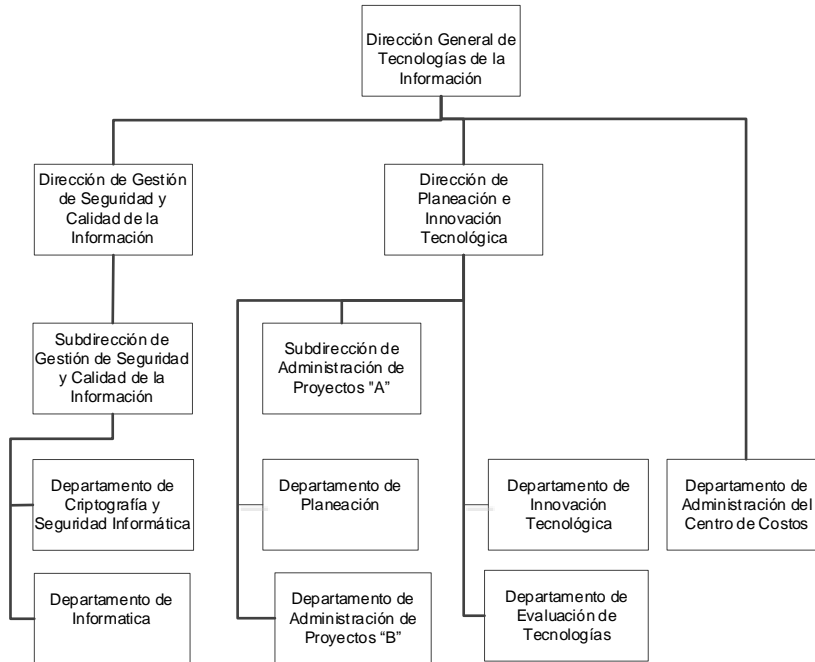 Dirección General de
Tecnologías de la
Información
Dirección de Gestión
de Seguridad y
Calidad de la
Información
Dirección de
Planeación e
Innovación
Tecnológica
Subdirección de
Gestión de Seguridad
y Calidad de la
Información
Subdirección de
Administración de
Proyectos "A”
Departamento de
Criptografía y
Seguridad Informática
Departamento de
Planeación
Departamento de
Innovación
Tecnológica
Departamento de
Administración del
Centro de Costos
Departamento de
Informatica
Departamento de
Administración de
Proyectos “B”
Departamento de
Evaluación de
Tecnologías